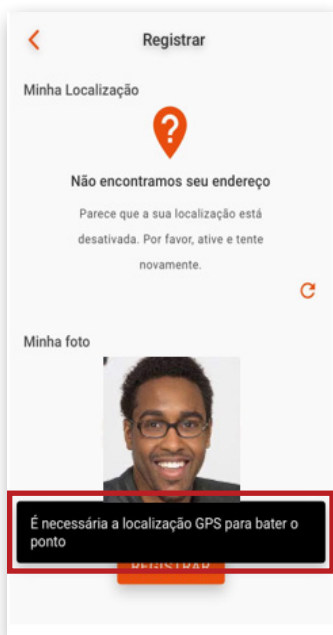 Registrar
Minha Localização
Não encontramos seu endereço
Parece que a sua localização está
desativada. Por favor, ative e tente
novamente.
Minha foto
É necessária a localização GPS para bater o
ponto
REGISTRAR